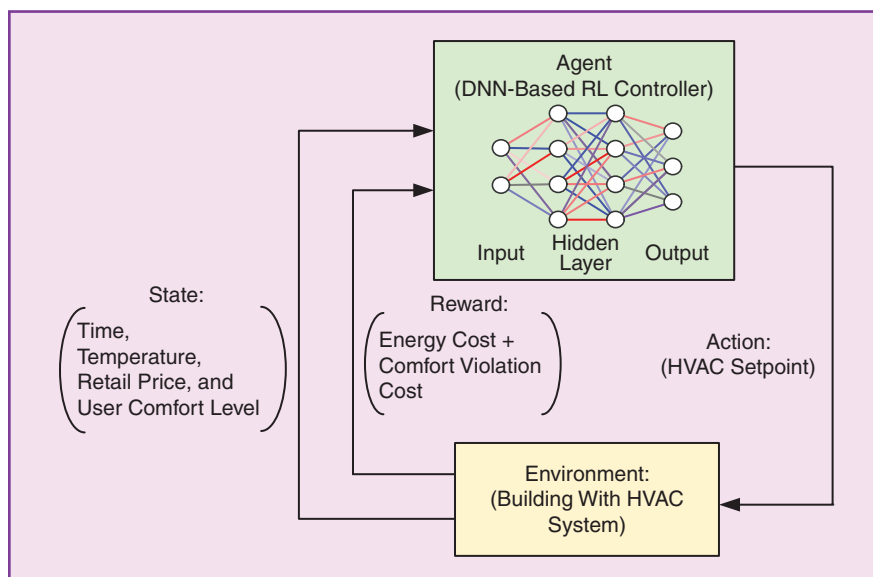 Agent
(DNN-Based RL Controller)
Input
Hidden
Layer
Output
State:
Time,
Temperature,
Retail Price, and
User Comfort Level
Reward:
Energy Cost +
Comfort Violation
Cost
Action:
(HVAC Setpoint)
Environment:
(Building With HVAC
System)